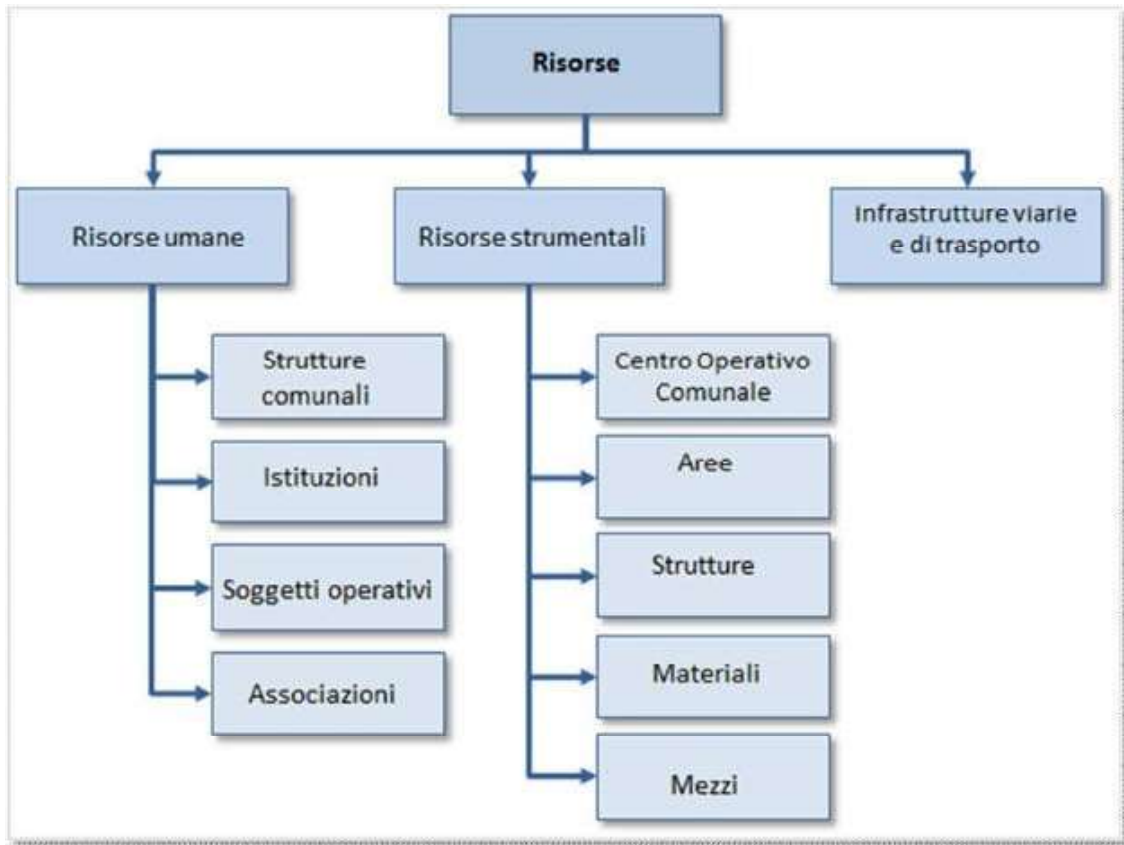 Risorse
Risorse umane
Risorse strumentali
Infrastrutture viarie
e di trasporto
Strutture
comunali
Istituzioni
Soggetti operativi
Associazioni
Centro Operativo
Comunale
Aree
Strutture
Materiali
Mezzi